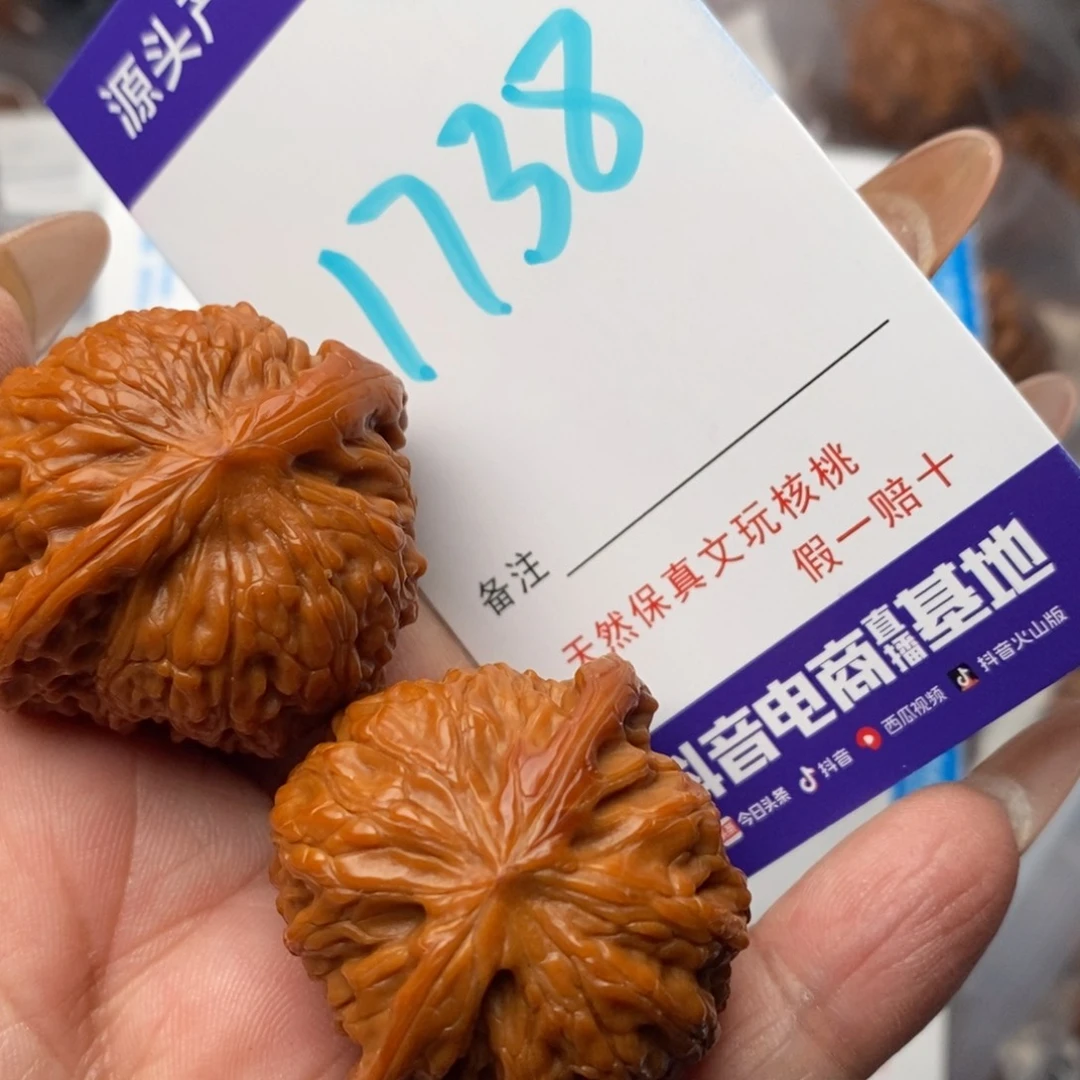 源头产
1738
备注
天然保真文玩核桃
假一赔十
抖音电商直播基地
今日头条 抖音 西瓜视频 抖音火山版